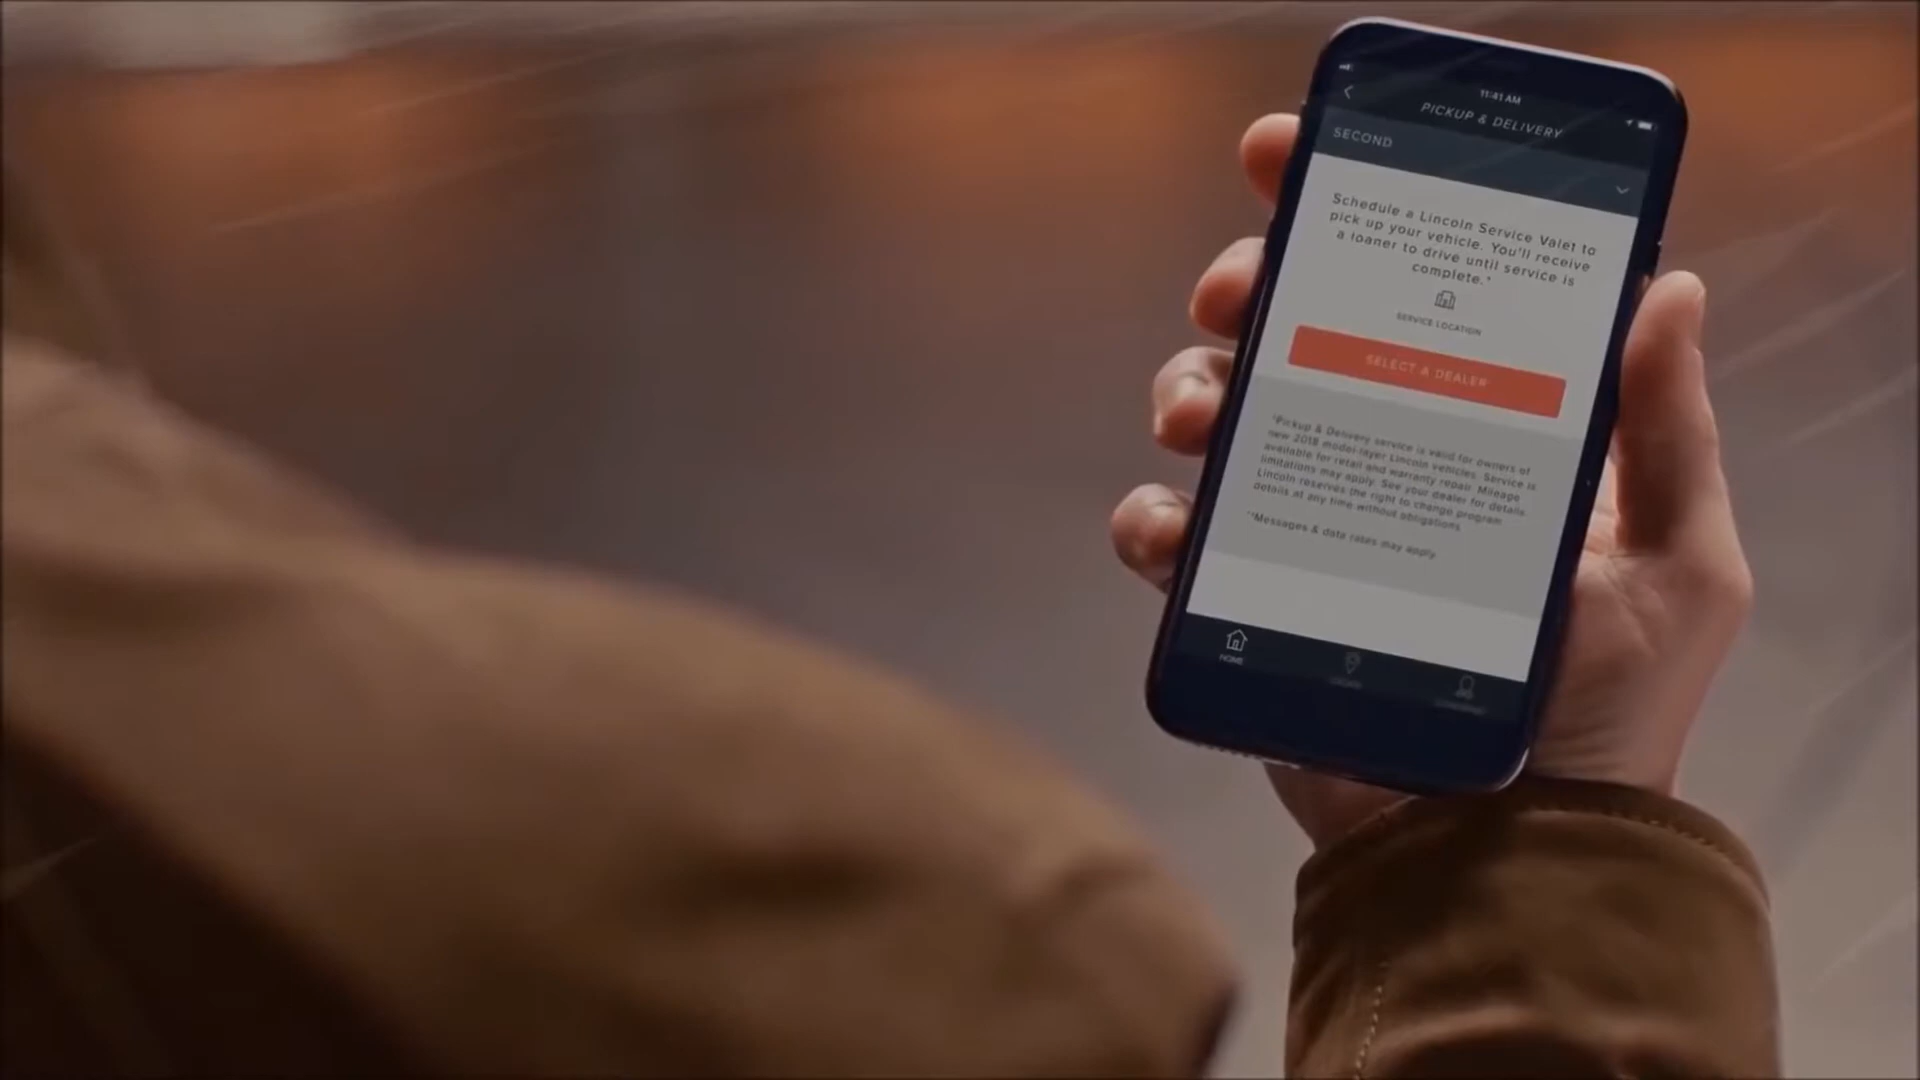 11:41 AM
PICKUP & DELIVERY
SECOND
Schedule a Lincoln Service Valet to
pick up your vehicle. You'll receive
a loaner to drive until service is
complete.*
SERVICE LOCATION
SELECT A DEALER
*Pickup & Delivery service is valid for owners of
new 2018 model-layer Lincoln vehicles. Service is
available for retail and warranty repair. Mileage
limitations may apply. See your dealer for details.
Lincoln reserves the right to change program
details at any time without obligations.
**Messages & data rates may apply.
HOME